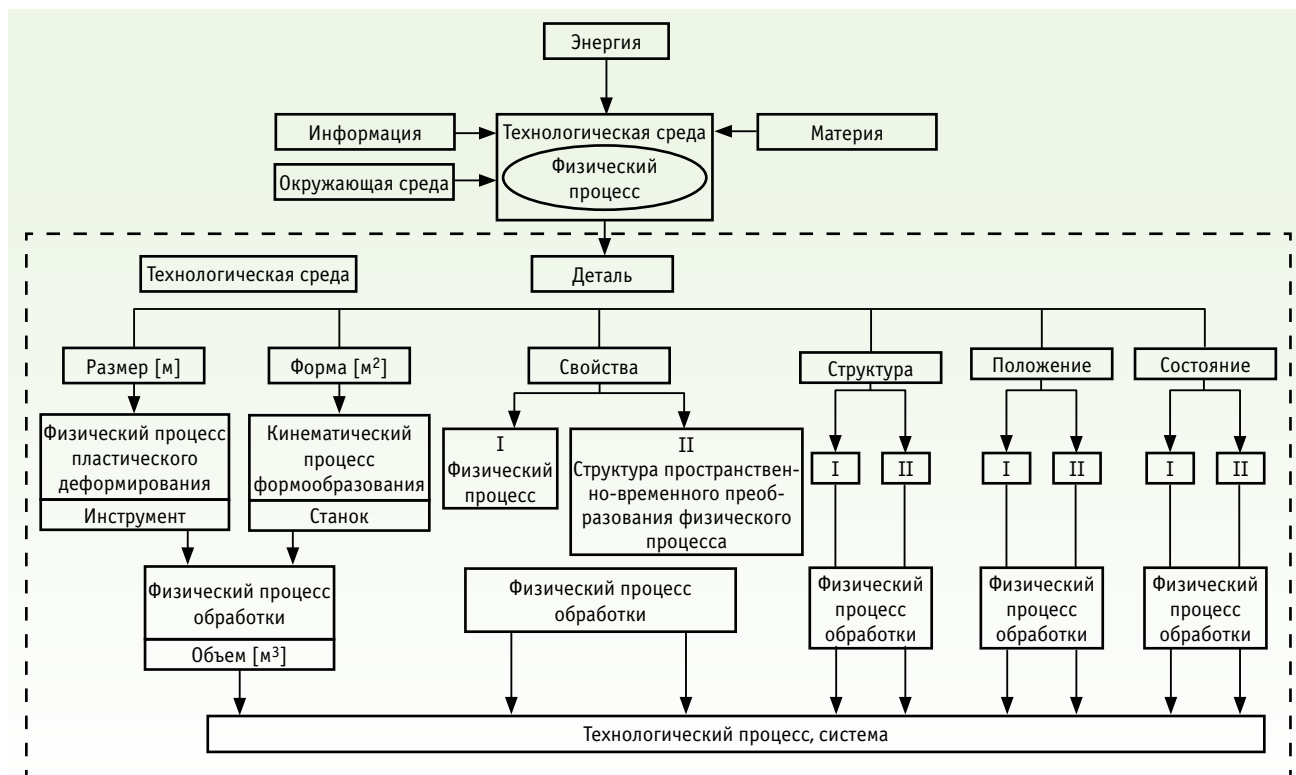 Энергия
Информация
Технологическая среда
Материя
Физический
процесс
Окружающая среда
Технологическая среда
Деталь
Размер [м]
Форма [м²]
Свойства
Структура
Положение
Состояние
Физический процесс
пластического
деформирования
Инструмент
Кинематический
процесс
формообразования
Станок
I
Физический
процесс
II
Структура пространствен-
но-временного преоб-
разования физического
процесса
I
II
I
II
I
II
Физический процесс
обработки
Объем [м³]
Физический процесс
обработки
Физический
процесс
обработки
Физический
процесс
обработки
Физический
процесс
обработки
Технологический процесс, система